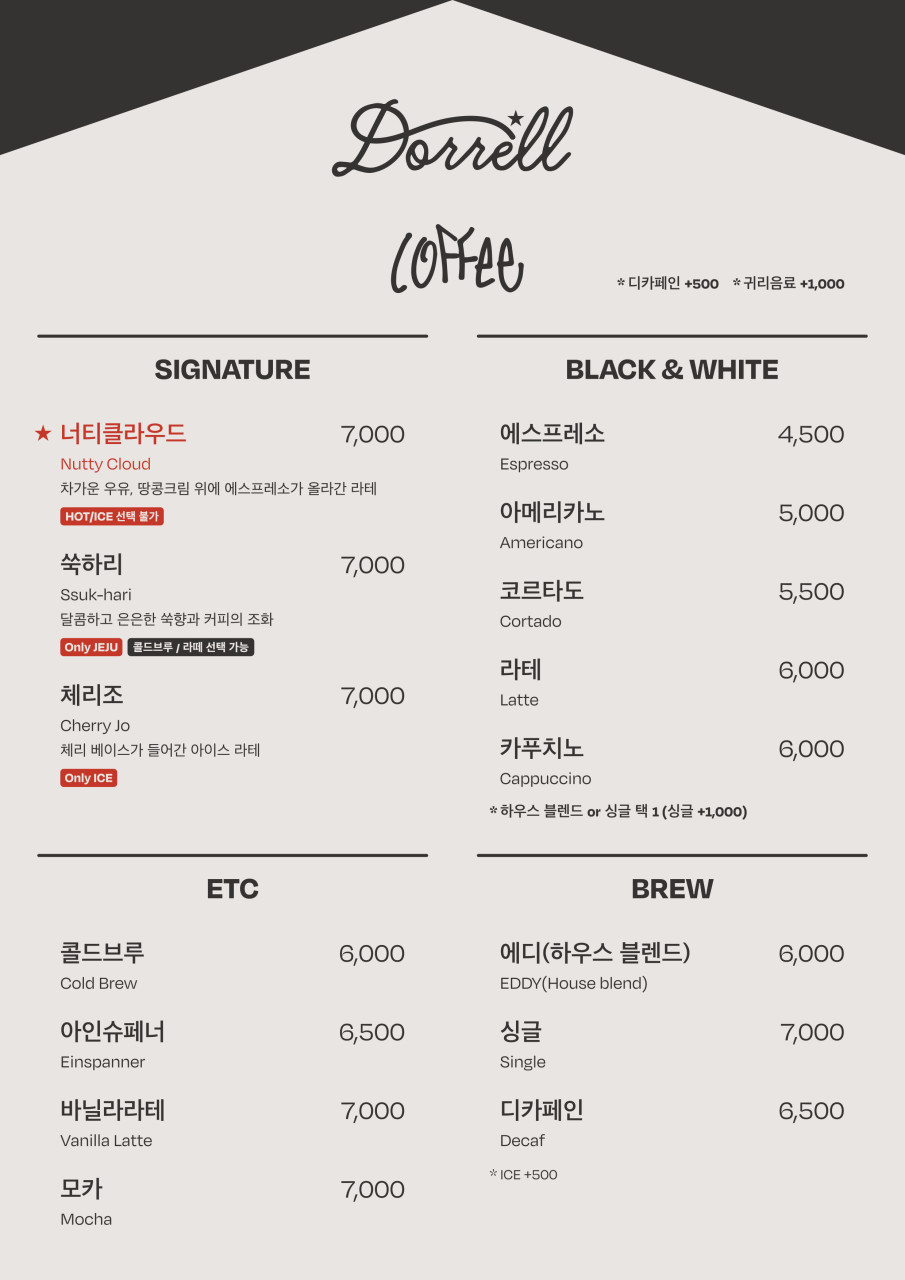 Dorrell
coffee
* 디카페인 +500 * 귀리음료 +1,000
SIGNATURE
★ 너티클라우드 7,000
Nutty Cloud
차가운 우유, 땅콩크림 위에 에스프레소가 올라간 라테
HOT/ICE 선택 불가
쑥하리 7,000
Ssuk-hari
달콤하고 은은한 쑥향과 커피의 조화
Only JEJU 콜드브루 / 라떼 선택 가능
체리조 7,000
Cherry Jo
체리 베이스가 들어간 아이스 라테
Only ICE
BLACK & WHITE
에스프레소 4,500
Espresso
아메리카노 5,000
Americano
코르타도 5,500
Cortado
라테 6,000
Latte
카푸치노 6,000
Cappuccino
* 하우스 블렌드 or 싱글 택 1 (싱글 +1,000)
ETC
콜드브루 6,000
Cold Brew
아인슈페너 6,500
Einspanner
바닐라라테 7,000
Vanilla Latte
모카 7,000
Mocha
BREW
에디(하우스 블렌드) 6,000
EDDY(House blend)
싱글 7,000
Single
디카페인 6,500
Decaf
* ICE +500